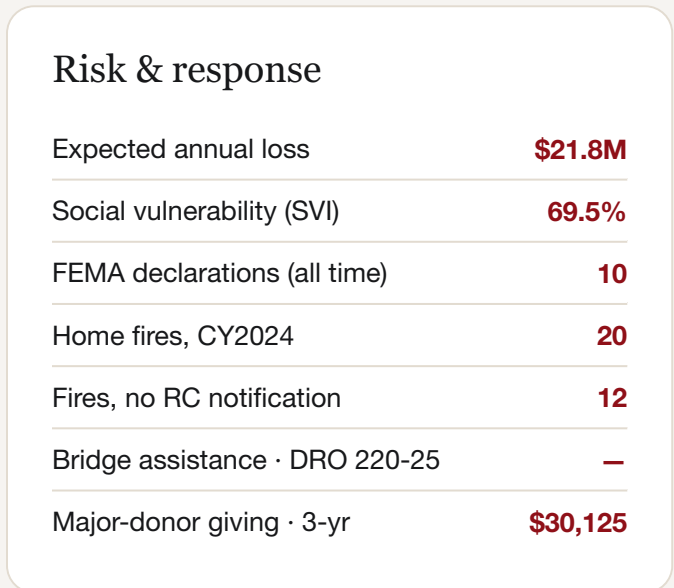 Risk & response
Expected annual loss $21.8M
Social vulnerability (SVI) 69.5%
FEMA declarations (all time) 10
Home fires, CY2024 20
Fires, no RC notification 12
Bridge assistance · DRO 220-25 —
Major-donor giving · 3-yr $30,125